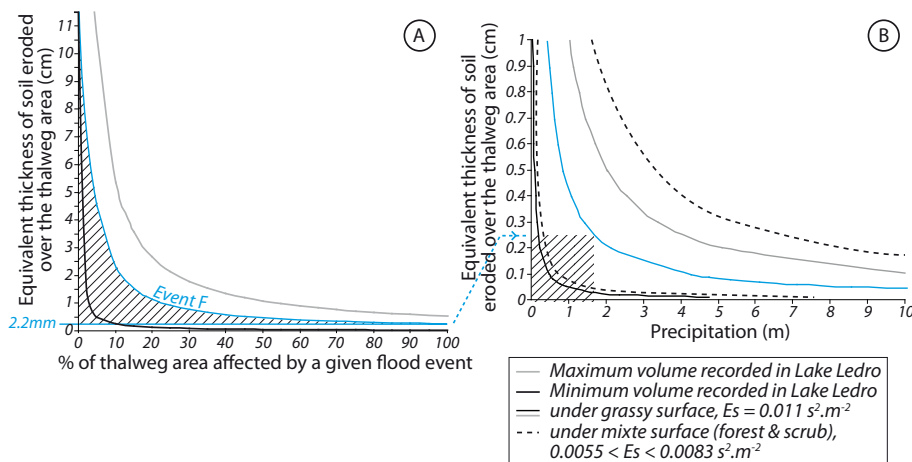 A
Equivalent thickness of soil eroded
over the thalweg area (cm)
11
10
9
8
7
6
5
4
3
2
1
0
2.2mm
Event F
0 10 20 30 40 50 60 70 80 90 100
% of thalweg area affected by a given flood event
B
Equivalent thickness of soil
eroded over the thalweg area (cm)
1
0.9
0.8
0.7
0.6
0.5
0.4
0.3
0.2
0.1
0
0 1 2 3 4 5 6 7 8 9 10
Precipitation (m)
Maximum volume recorded in Lake Ledro
Minimum volume recorded in Lake Ledro
under grassy surface, Es = 0.011 s².m⁻²
under mixte surface (forest & scrub),
0.0055 < Es < 0.0083 s².m⁻²